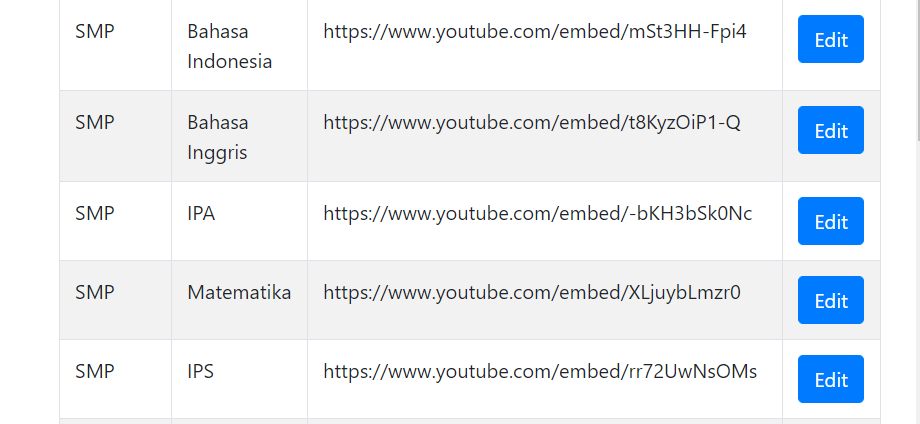 SMP Bahasa Indonesia https://www.youtube.com/embed/mSt3HH-Fpi4 Edit
SMP Bahasa Inggris https://www.youtube.com/embed/t8KyzOiP1-Q Edit
SMP IPA https://www.youtube.com/embed/-bKH3bSk0Nc Edit
SMP Matematika https://www.youtube.com/embed/XLjuybLmzr0 Edit
SMP IPS https://www.youtube.com/embed/rr72UwNsOMs Edit